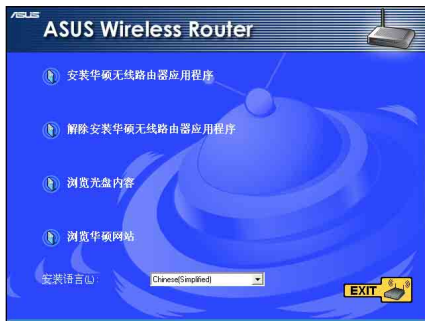 ASUS
ASUS Wireless Router
安装华硕无线路由器应用程序
解除安装华硕无线路由器应用程序
浏览光盘内容
浏览华硕网站
安装语言(L): Chinese(Simplified)
EXIT